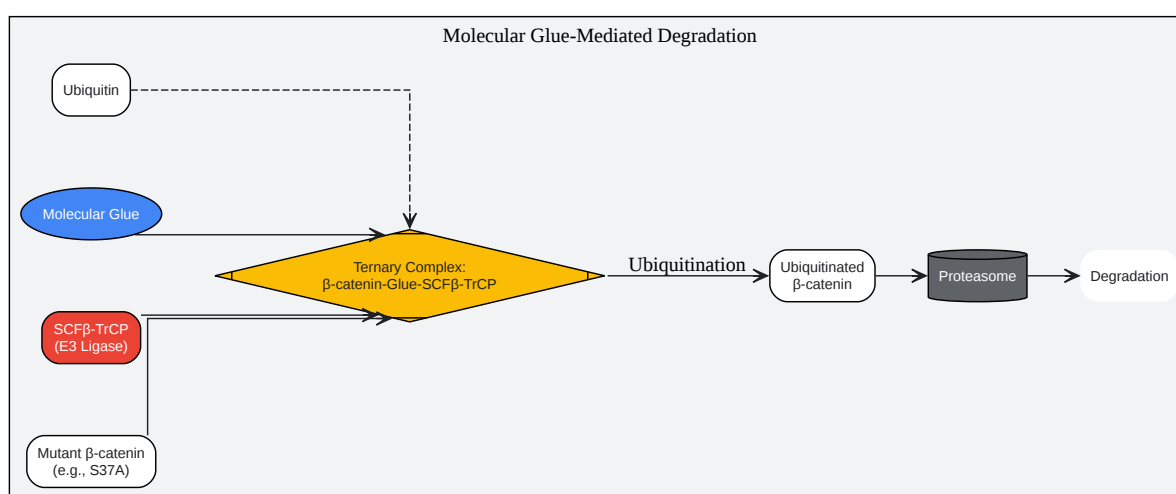 Molecular Glue-Mediated Degradation
Ubiquitin
Molecular Glue
Ternary Complex:
β-catenin-Glue-SCFβ-TrCP
Ubiquitination
Ubiquitinated
β-catenin
Proteasome
Degradation
SCFβ-TrCP
(E3 Ligase)
Mutant β-catenin
(e.g., S37A)